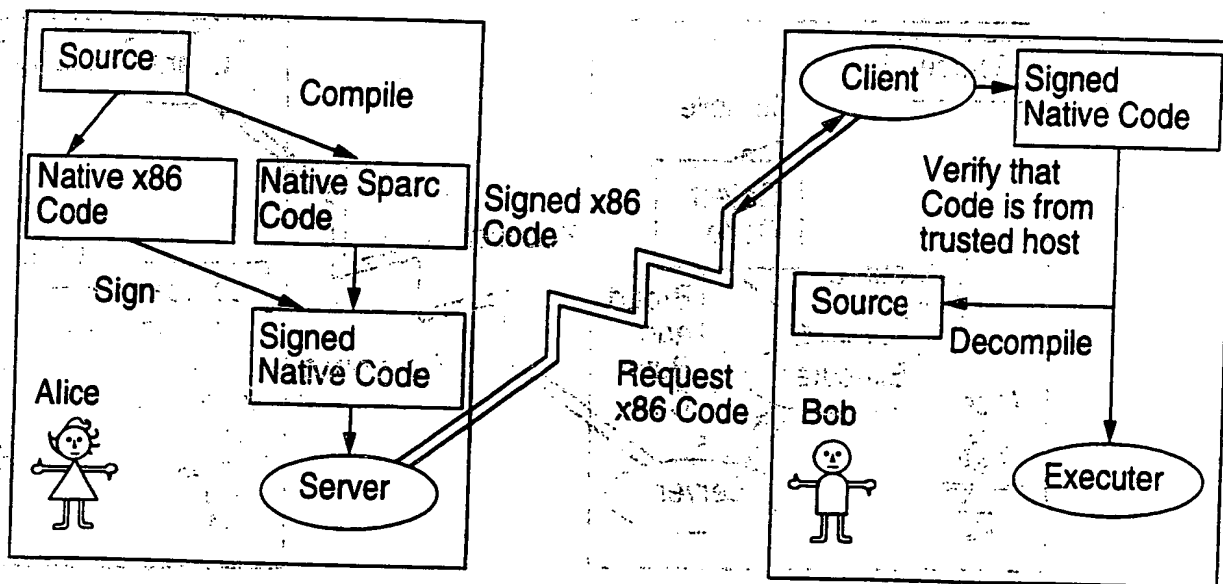 Source
Compile
Native x86
Code
Native Sparc
Code
Sign
Signed
Native Code
Alice
Server
Signed x86
Code
Request
x86 Code
Client
Signed
Native Code
Verify that
Code is from
trusted host
Source
Decompile
Bob
Executer